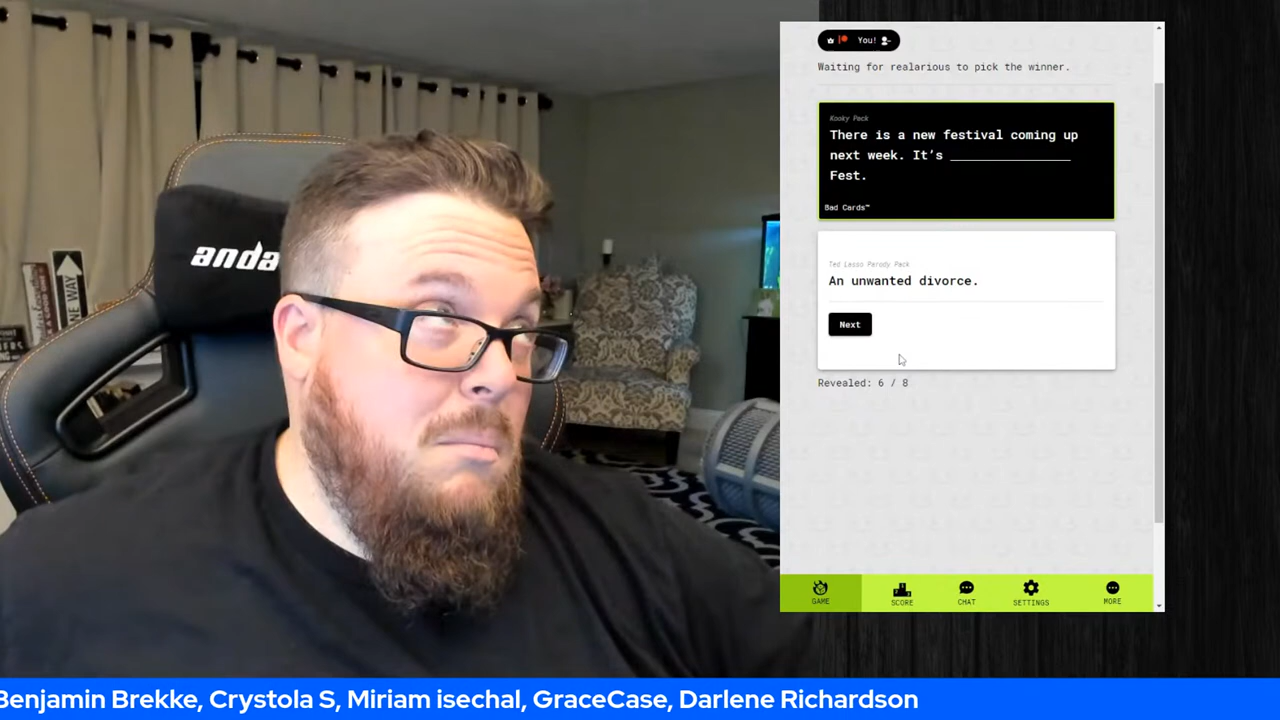 You!
Waiting for realarious to pick the winner.
Kooky Pack
There is a new festival coming up
next week. It's ______________
Fest.
Bad Cards™
Ted Lasso Parody Pack
An unwanted divorce.
Next
Revealed: 6 / 8
GAME
SCORE
CHAT
SETTINGS
MORE
anda
ONE WAY
Benjamin Brekke, Crystola S, Miriam isechal, GraceCase, Darlene Richardson